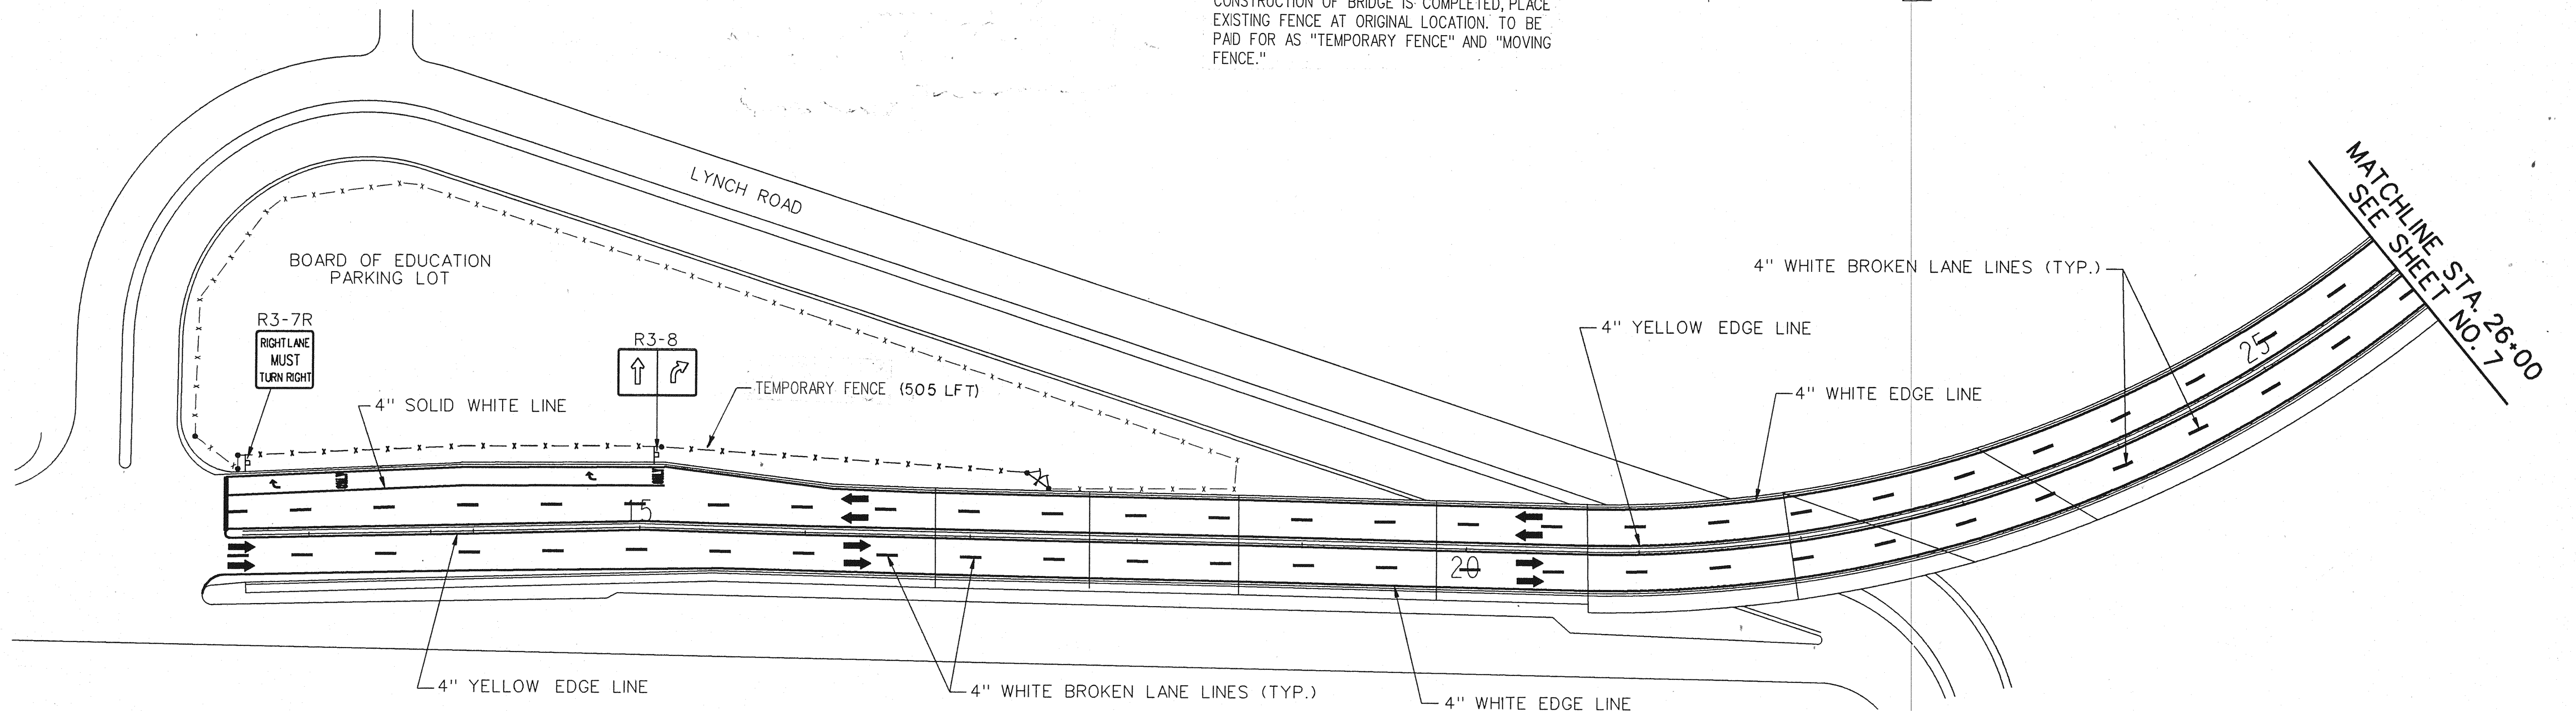 CONSTRUCTION OF BRIDGE IS COMPLETED, PLACE
EXISTING FENCE AT ORIGINAL LOCATION. TO BE
PAID FOR AS "TEMPORARY FENCE" AND "MOVING
FENCE."
LYNCH ROAD
BOARD OF EDUCATION
PARKING LOT
R3-7R
RIGHT LANE
MUST
TURN RIGHT
R3-8
4" SOLID WHITE LINE
TEMPORARY FENCE (505 LFT)
4" WHITE BROKEN LANE LINES (TYP.)
4" YELLOW EDGE LINE
4" WHITE EDGE LINE
MATCHLINE STA. 26+00
SEE SHEET NO. 7
15
20
25
4" YELLOW EDGE LINE
4" WHITE BROKEN LANE LINES (TYP.)
4" WHITE EDGE LINE